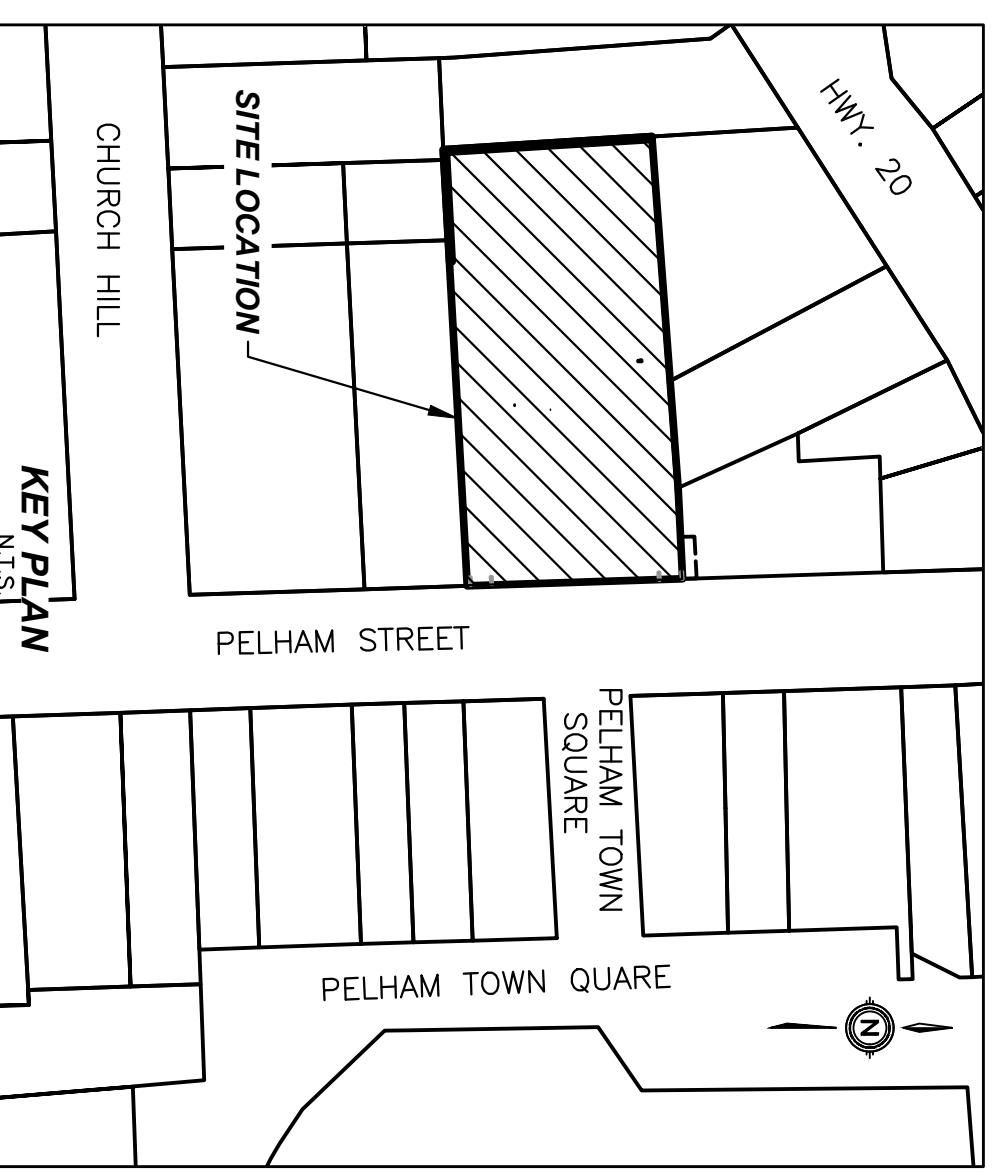 HWY. 20
SITE LOCATION
CHURCH HILL
PELHAM STREET
PELHAM TOWN
SQUARE
PELHAM TOWN QUARE
N
KEY PLAN
N.T.S.